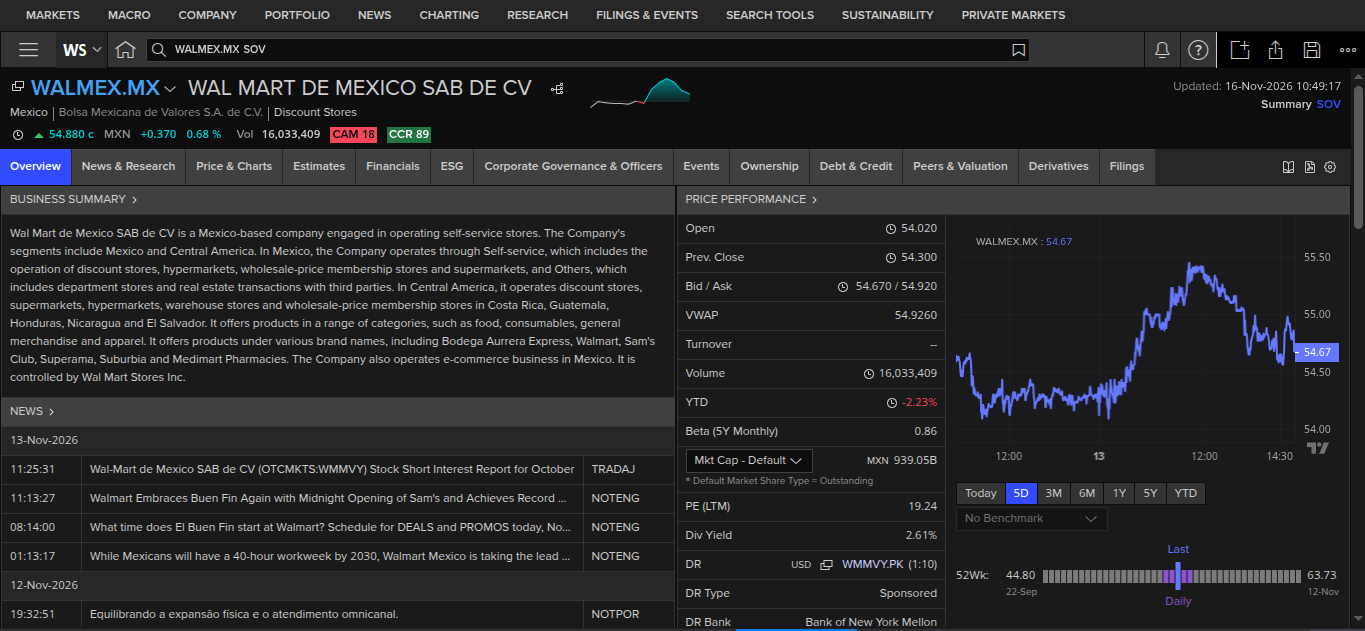 MARKETS MACRO COMPANY PORTFOLIO NEWS CHARTING RESEARCH FILINGS & EVENTS SEARCH TOOLS SUSTAINABILITY PRIVATE MARKETS
WS WALMEX.MX SOV
WALMEX.MX WAL MART DE MEXICO SAB DE CV
Updated: 16-Nov-2026 10:49:17
Mexico | Bolsa Mexicana de Valores S.A. de C.V. | Discount Stores
Summary SOV
54.880 c MXN +0.370 0.68 % Vol 16,033,409 CAM 18 CCR 89
Overview News & Research Price & Charts Estimates Financials ESG Corporate Governance & Officers Events Ownership Debt & Credit Peers & Valuation Derivatives Filings
BUSINESS SUMMARY
Wal Mart de Mexico SAB de CV is a Mexico-based company engaged in operating self-service stores. The Company's
segments include Mexico and Central America. In Mexico, the Company operates through Self-service, which includes the
operation of discount stores, hypermarkets, wholesale-price membership stores and supermarkets, and Others, which
includes department stores and real estate transactions with third parties. In Central America, it operates discount stores,
supermarkets, hypermarkets, warehouse stores and wholesale-price membership stores in Costa Rica, Guatemala,
Honduras, Nicaragua and El Salvador. It offers products in a range of categories, such as food, consumables, general
merchandise and apparel. It offers products under various brand names, including Bodega Aurrera Express, Walmart, Sam's
Club, Superama, Suburbia and Medimart Pharmacies. The Company also operates e-commerce business in Mexico. It is
controlled by Wal Mart Stores Inc.
NEWS
13-Nov-2026
11:25:31 Wal-Mart de Mexico SAB de CV (OTCMKTS:WMMVY) Stock Short Interest Report for October TRADAJ
11:13:27 Walmart Embraces Buen Fin Again with Midnight Opening of Sam's and Achieves Record ... NOTENG
08:14:00 What time does El Buen Fin start at Walmart? Schedule for DEALS and PROMOS today, No... NOTENG
01:13:17 While Mexicans will have a 40-hour workweek by 2030, Walmart Mexico is taking the lead ... NOTENG
12-Nov-2026
19:32:51 Equilibrando a expansão física e o atendimento omnicanal. NOTPOR
PRICE PERFORMANCE
Open 54.020
Prev. Close 54.300
Bid / Ask 54.670 / 54.920
VWAP 54.9260
Turnover --
Volume 16,033,409
YTD -2.23%
Beta (5Y Monthly) 0.86
Mkt Cap - Default MXN 939.05B
* Default Market Share Type = Outstanding
PE (LTM) 19.24
Div Yield 2.61%
DR USD WMMVY.PK (1:10)
DR Type Sponsored
DR Bank Bank of New York Mellon
WALMEX.MX : 54.67
55.50
55.00
54.67
54.50
54.00
12:00 13 12:00 14:30
Today 5D 3M 6M 1Y 5Y YTD
No Benchmark
Last
52Wk: 44.80 63.73
22-Sep 12-Nov
Daily